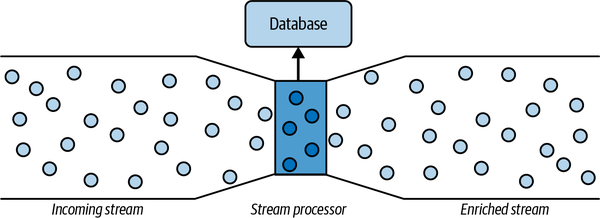 Database
Incoming stream
Stream processor
Enriched stream